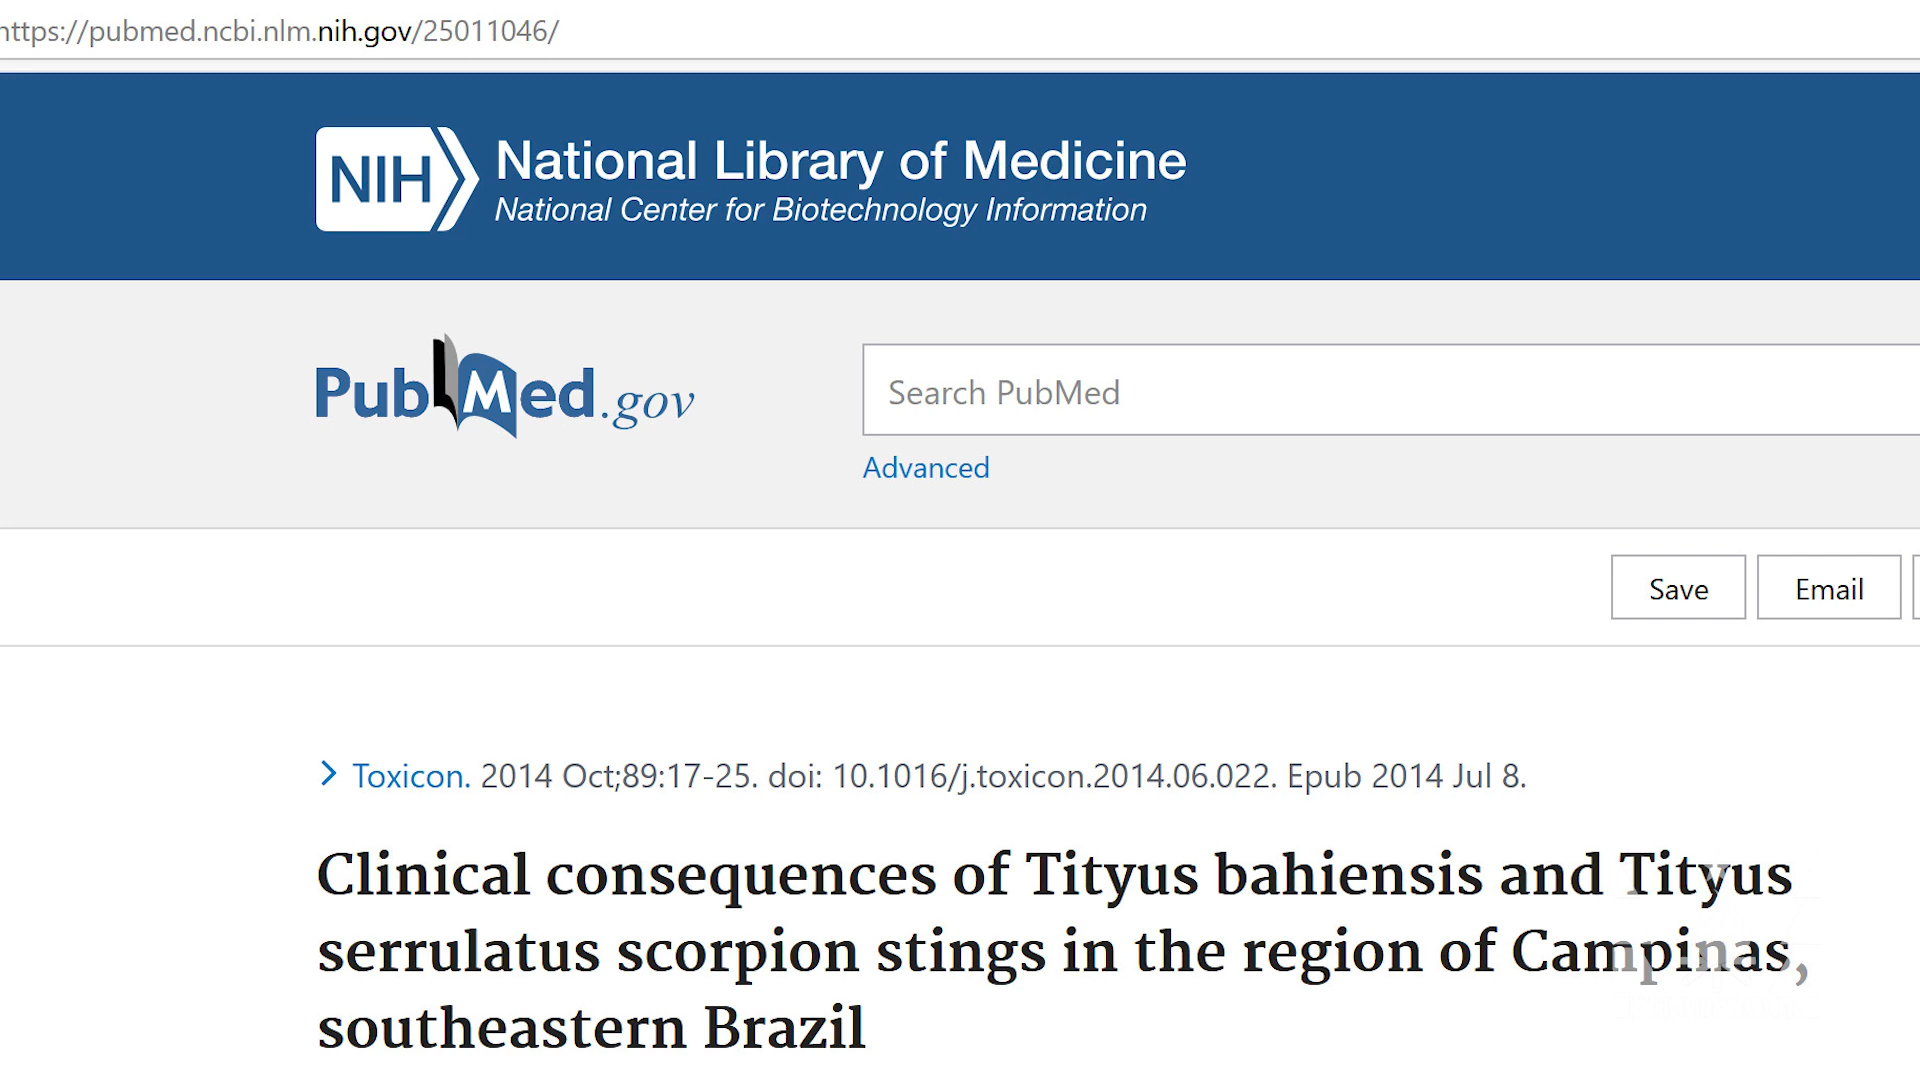 https://pubmed.ncbi.nlm.nih.gov/25011046/
NIH National Library of Medicine
National Center for Biotechnology Information
PubMed.gov
Search PubMed
Advanced
Save Email
Toxicon. 2014 Oct;89:17-25. doi: 10.1016/j.toxicon.2014.06.022. Epub 2014 Jul 8.
Clinical consequences of Tityus bahiensis and Tityus
serrulatus scorpion stings in the region of Campinas,
southeastern Brazil